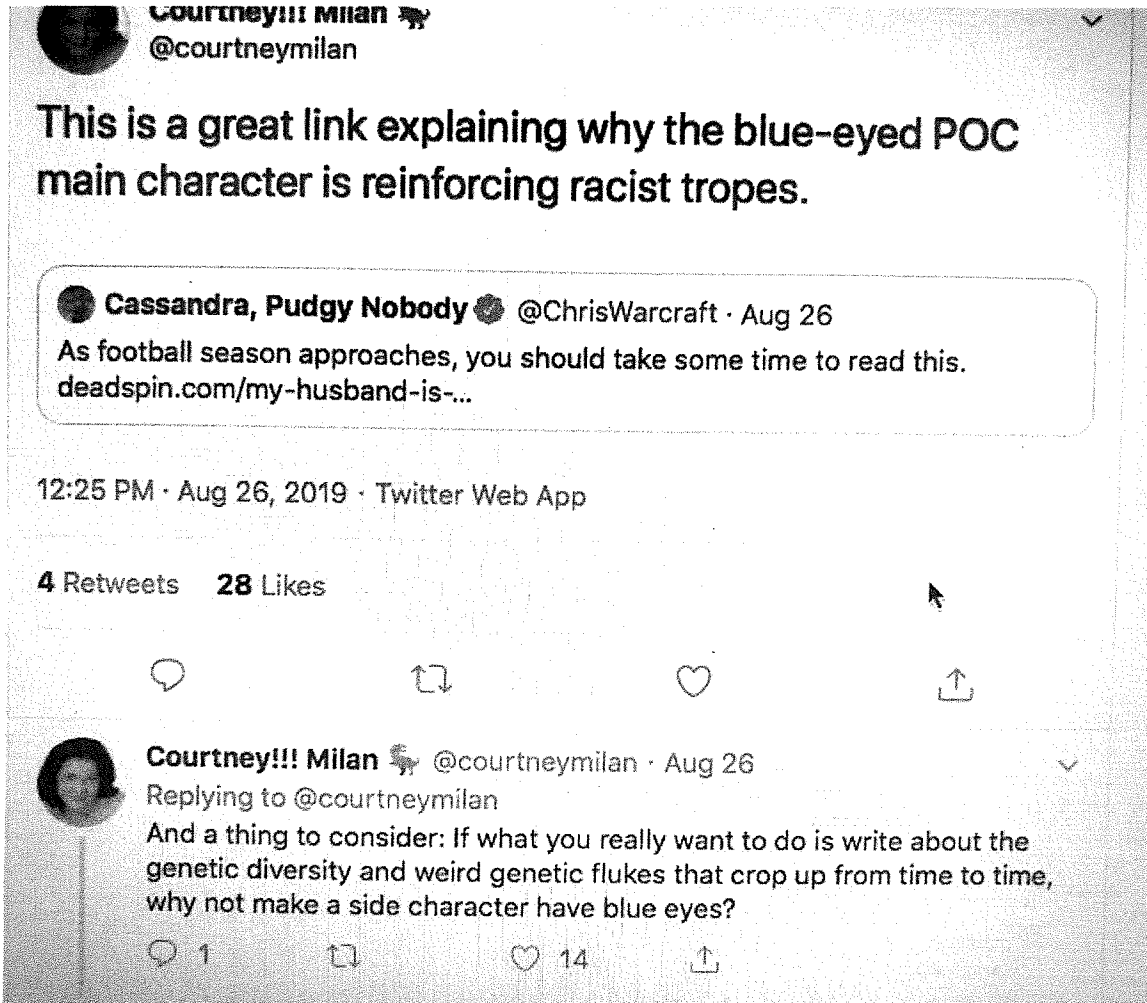 Courtney!!! Milan
@courtneymilan
This is a great link explaining why the blue-eyed POC
main character is reinforcing racist tropes.
Cassandra, Pudgy Nobody @ChrisWarcraft · Aug 26
As football season approaches, you should take some time to read this.
deadspin.com/my-husband-is-...
12:25 PM · Aug 26, 2019 · Twitter Web App
4 Retweets 28 Likes
Courtney!!! Milan @courtneymilan · Aug 26
Replying to @courtneymilan
And a thing to consider: If what you really want to do is write about the
genetic diversity and weird genetic flukes that crop up from time to time,
why not make a side character have blue eyes?
1 14